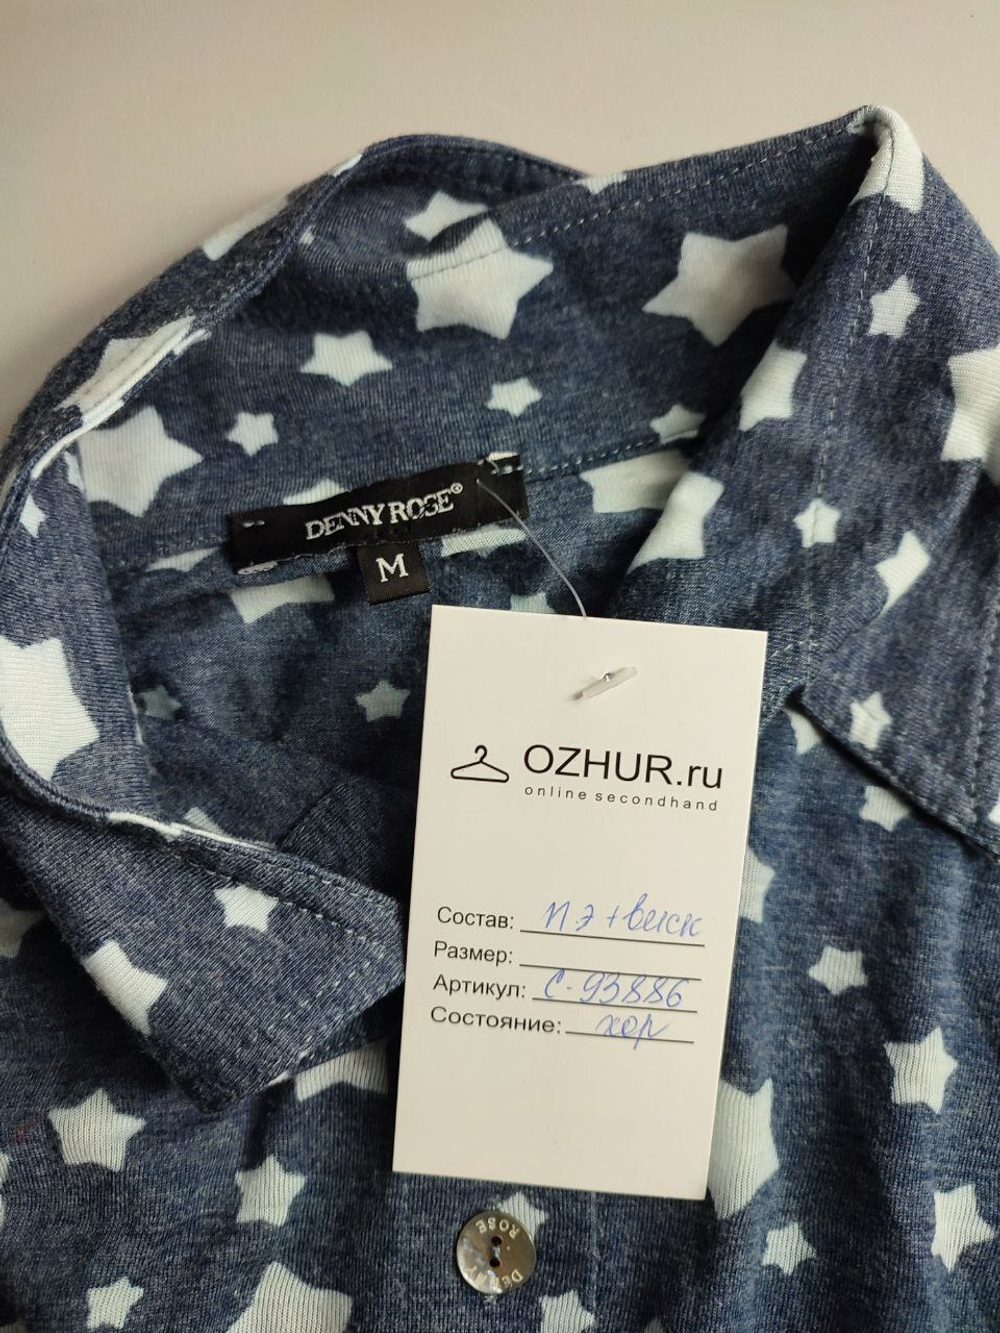 DENNY ROSE®
M
OZHUR.ru
online secondhand
Состав: п.э + виск
Размер:
Артикул: С-93886
Состояние: хор
DENNY ROSE